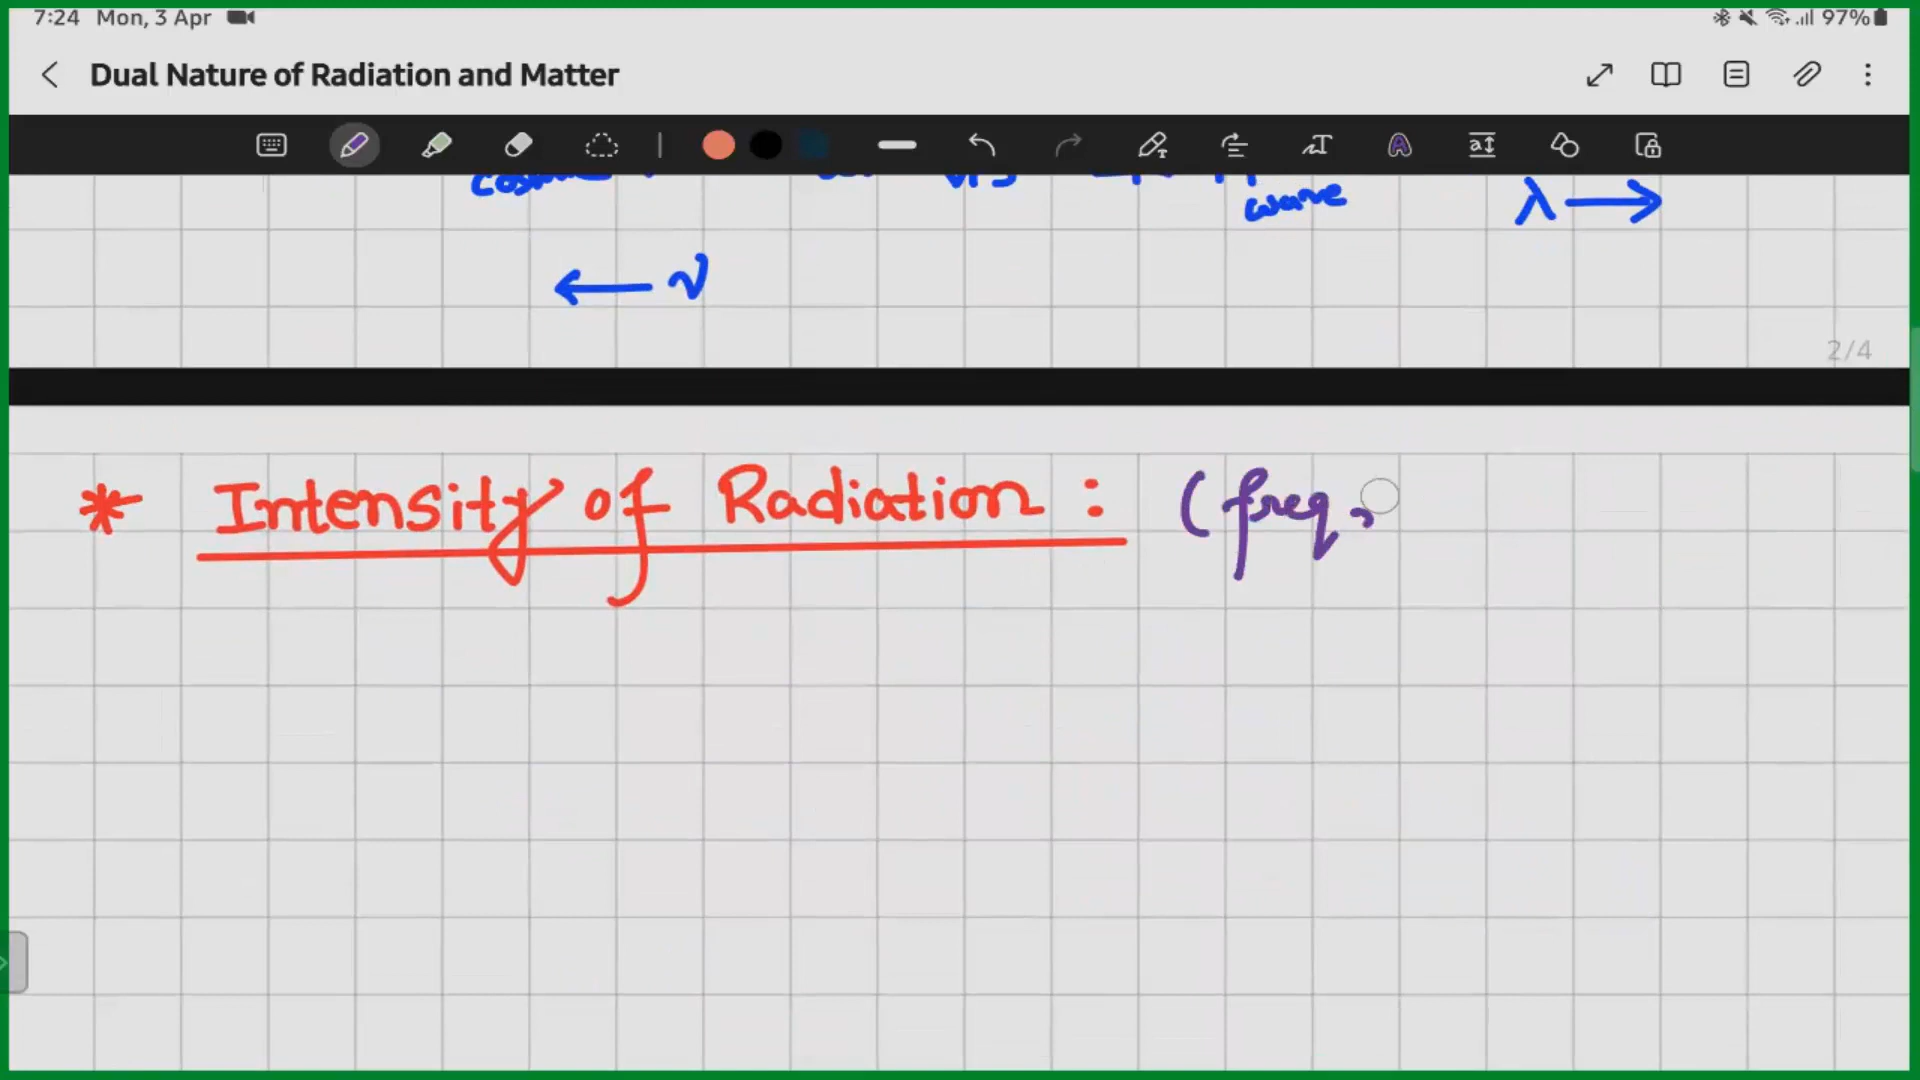 7:24 Mon, 3 Apr 97%
Dual Nature of Radiation and Matter
wave λ →
← ν
2/4
* Intensity of Radiation : (freq,